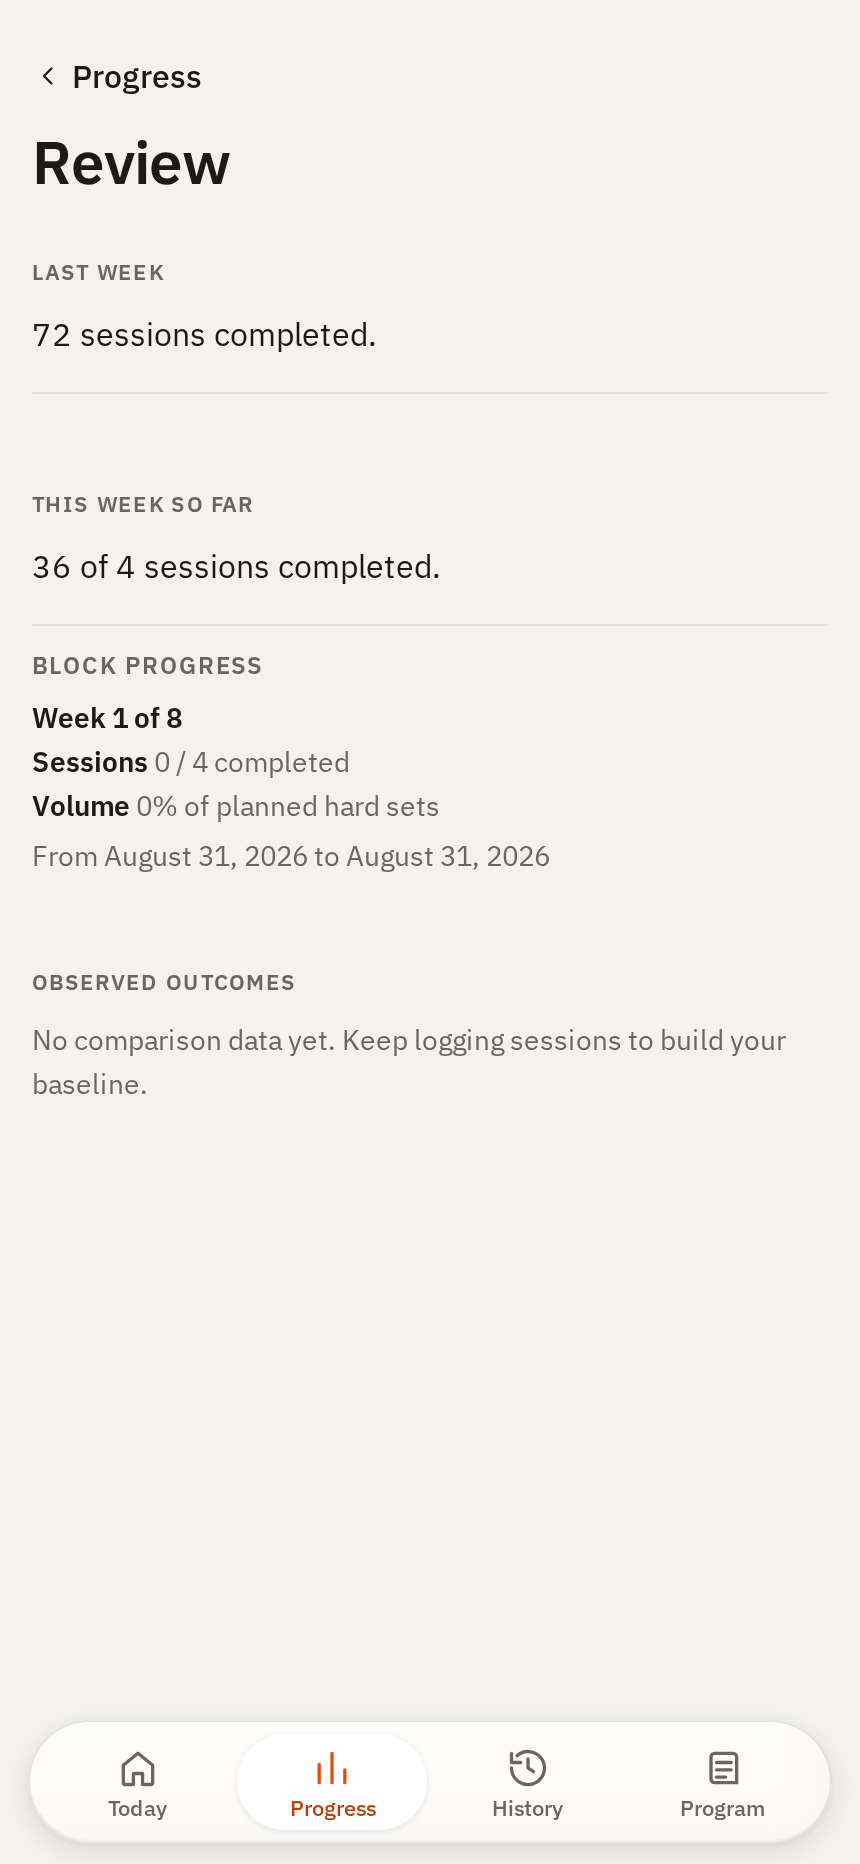 Progress
Review
LAST WEEK
72 sessions completed.
THIS WEEK SO FAR
36 of 4 sessions completed.
BLOCK PROGRESS
Week 1 of 8
Sessions 0 / 4 completed
Volume 0% of planned hard sets
From August 31, 2026 to August 31, 2026
OBSERVED OUTCOMES
No comparison data yet. Keep logging sessions to build your
baseline.
Today
Progress
History
Program